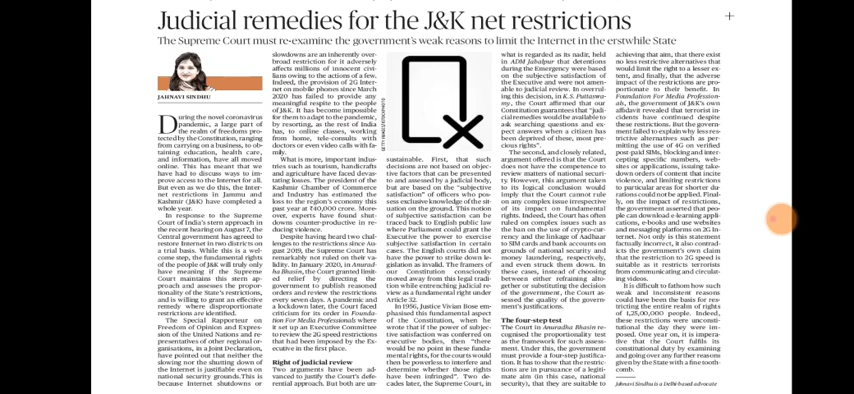 Judicial remedies for the J&K net restrictions
The Supreme Court must re-examine the government's weak reasons to limit the Internet in the erstwhile State
JAHNAVI SINDHU
During the novel coronavirus
pandemic, a large part of
the realm of freedoms pro-
tected by the Constitution, ranging
from carrying on a business, to ob-
taining education, health care,
and information, have all moved
online. This has meant that we
have had to discuss ways to im-
prove access to the Internet for all.
But even as we do this, the Inter-
net restrictions in Jammu and
Kashmir (J&K) have completed a
whole year.
In response to the Supreme
Court of India's stern approach in
the recent hearing on August 7, the
Central government has agreed to
restore Internet in two districts on
a trial basis. While this is a wel-
come step, the fundamental rights
of the people of J&K will truly only
have meaning if the Supreme
Court maintains this stern ap-
proach and assesses the propor-
tionality of the State's restrictions,
and is willing to grant an effective
remedy where disproportionate
restrictions are identified.
The Special Rapporteur on
Freedom of Opinion and Expres-
sion of the United Nations and re-
presentatives of other regional or-
ganisations, in a Joint Declaration,
have pointed out that neither the
slowing nor the shutting down of
the Internet is justifiable even on
national security grounds.This is
because Internet shutdowns or
slowdowns are an inherently over-
broad restriction for it adversely
affects millions of innocent civi-
lians owing to the actions of a few.
Indeed, the provision of 2G Inter-
net on mobile phones since March
2020 has failed to provide any
meaningful respite to the people
of J&K. It has become impossible
for them to adapt to the pandemic,
by resorting, as the rest of India
has, to online classes, working
from home, tele-consults with
doctors or even video calls with fa-
mily.
What is more, important indus-
tries such as tourism, handicrafts
and agriculture have faced devas-
tating losses. The president of the
Kashmir Chamber of Commerce
and Industry has estimated the
loss to the region's economy this
past year at ₹40,000 crore. More-
over, experts have found shut-
downs counter-productive in re-
ducing violence.
Despite having heard two chal-
lenges to the restrictions since Au-
gust 2019, the Supreme Court has
remarkably not ruled on their va-
lidity. In January 2020, in Anurad-
ha Bhasin, the Court granted limit-
ed relief by directing the
government to publish reasoned
orders and review the restrictions
every seven days. A pandemic and
a lockdown later, the Court faced
criticism for its order in Founda-
tion For Media Professionals where
it set up an Executive Committee
to review the 2G speed restrictions
that had been imposed by the Ex-
ecutive in the first place.
Right of judicial review
Two arguments have been ad-
vanced to justify the Court's defe-
rential approach. But both are un-
GETTY IMAGES/ISTOCKPHOTO
sustainable. First, that such
decisions are not based on objec-
tive factors that can be presented
to and assessed by a judicial body,
but are based on the "subjective
satisfaction" of officers who pos-
sess exclusive knowledge of the sit-
uation on the ground. This notion
of subjective satisfaction can be
traced back to English public law
where Parliament could grant the
Executive the power to exercise
subjective satisfaction in certain
cases. The English courts did not
have the power to strike down le-
gislation as invalid. The framers of
our Constitution consciously
moved away from this legal tradi-
tion while entrenching judicial re-
view as a fundamental right under
Article 32.
In 1956, Justice Vivian Bose em-
phasised this fundamental aspect
of the Constitution, when he
wrote that if the power of subjec-
tive satisfaction was conferred on
executive bodies, then "there
would be no point in these funda-
mental rights, for the courts would
then be powerless to interfere and
determine whether those rights
have been infringed". Two de-
cades later, the Supreme Court, in
what is regarded as its nadir, held
in ADM Jabalpur that detentions
during the Emergency were based
on the subjective satisfaction of
the Executive and were not amen-
able to judicial review. In overrul-
ing this decision, in K.S. Puttaswa-
my, the Court affirmed that our
Constitution guarantees that "judi-
cial remedies would be available to
ask searching questions and ex-
pect answers when a citizen has
been deprived of these, most pre-
cious rights".
The second, and closely related,
argument offered is that the Court
does not have the competence to
review matters of national securi-
ty. However, this argument taken
to its logical conclusion would
imply that the Court cannot rule
on any complex issue irrespective
of its impact on fundamental
rights. Indeed, the Court has often
ruled on complex issues such as
the ban on the use of crypto-cur-
rency and the linkage of Aadhaar
to SIM cards and bank accounts on
grounds of national security and
money laundering, respectively,
and even struck them down. In
these cases, instead of choosing
between either refraining alto-
gether or substituting the decision
of the government, the Court as-
sessed the quality of the govern-
ment's justifications.
The four-step test
The Court in Anuradha Bhasin re-
cognised the proportionality test
as the framework for such assess-
ment. Under this, the government
must provide a four-step justifica-
tion. It has to show that the restric-
tions are in pursuance of a legiti-
mate aim (in this case, national
security), that they are suitable to
achieving that aim, that there exist
no less restrictive alternatives that
would limit the right to a lesser ex-
tent, and finally, that the adverse
impact of the restrictions are pro-
portionate to their benefit. In
Foundation For Media Profession-
als, the government of J&K's own
affidavit revealed that terrorist in-
cidents have continued despite
these restrictions. But the govern-
ment failed to explain why less res-
trictive alternatives such as per-
mitting the use of 4G on verified
post-paid SIMs, blocking and inter-
cepting specific numbers, web-
sites or applications, issuing take-
down orders of content that incite
violence, and limiting restrictions
to particular areas for shorter du-
rations could not be applied. Final-
ly, on the impact of restrictions,
the government asserted that peo-
ple can download e-learning appli-
cations, e-books and use websites
and messaging platforms on 2G In-
ternet. Not only is this statement
factually incorrect, it also contrad-
icts the government's own claim
that the restriction to 2G speed is
suitable as it restricts terrorists
from communicating and circulat-
ing videos.
It is difficult to fathom how such
weak and inconsistent reasons
could have been the basis for res-
tricting the entire realm of rights
of 1,25,00,000 people. Indeed,
these restrictions were unconsti-
tutional the day they were im-
posed. One year on, it is impera-
tive that the Court fulfils its
constitutional duty by examining
and going over any further reasons
given by the State with a fine tooth-
comb.
Jahnavi Sindhu is a Delhi-based advocate